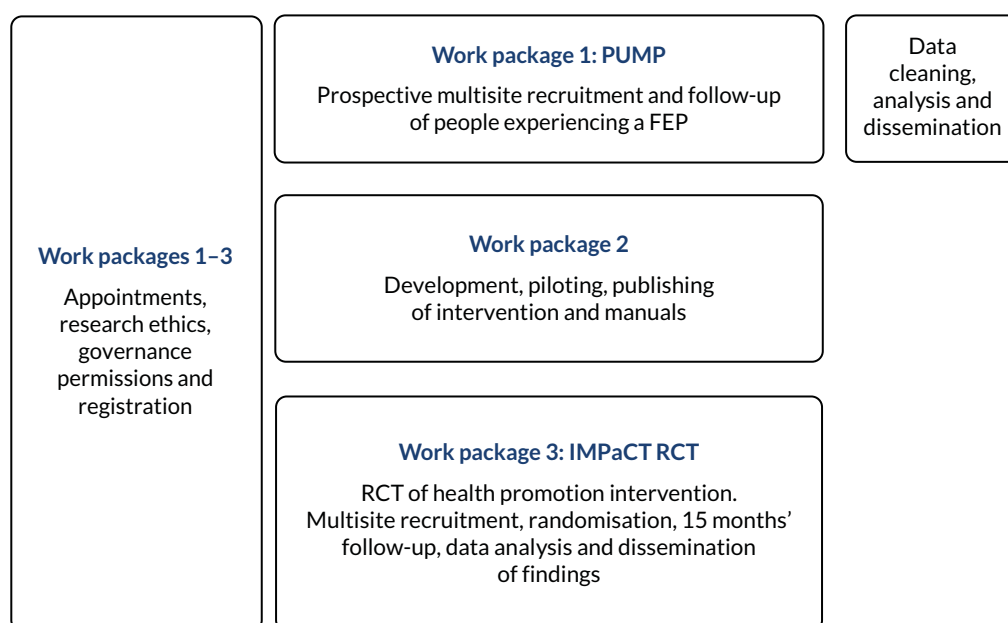 Work packages 1–3
Appointments,
research ethics,
governance
permissions and
registration
Work package 1: PUMP
Prospective multisite recruitment and follow-up
of people experiencing a FEP
Data
cleaning,
analysis and
dissemination
Work package 2
Development, piloting, publishing
of intervention and manuals
Work package 3: IMPaCT RCT
RCT of health promotion intervention.
Multisite recruitment, randomisation, 15 months’
follow-up, data analysis and dissemination
of findings